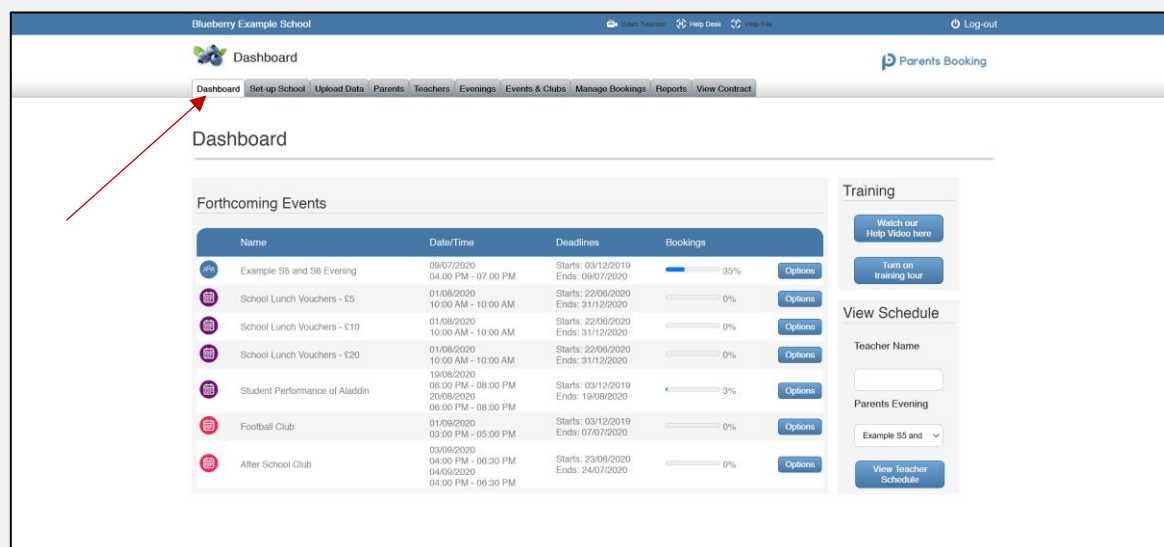 Blueberry Example School Video Tutorials Help Desk Help File Log-out
Dashboard Parents Booking
Dashboard Set-up School Upload Data Parents Teachers Evenings Events & Clubs Manage Bookings Reports View Contract
Dashboard
Forthcoming Events
Name Date/Time Deadlines Bookings
Example S5 and S6 Evening 09/07/2020 Starts: 03/12/2019 35% Options
04.00 PM - 07.00 PM Ends: 09/07/2020
School Lunch Vouchers - £5 01/08/2020 Starts: 22/06/2020 0% Options
10:00 AM - 10:00 AM Ends: 31/12/2020
School Lunch Vouchers - £10 01/08/2020 Starts: 22/06/2020 0% Options
10:00 AM - 10:00 AM Ends: 31/12/2020
School Lunch Vouchers - £20 01/08/2020 Starts: 22/06/2020 0% Options
10:00 AM - 10:00 AM Ends: 31/12/2020
19/08/2020
Student Performance of Aladdin 06:00 PM - 08:00 PM Starts: 03/12/2019 3% Options
20/08/2020 Ends: 19/08/2020
06:00 PM - 08:00 PM
Football Club 01/09/2020 Starts: 03/12/2019 0% Options
03:00 PM - 05:00 PM Ends: 07/07/2020
03/09/2020
After School Club 04:00 PM - 06:30 PM Starts: 23/06/2020 0% Options
04/09/2020 Ends: 24/07/2020
04:00 PM - 06:30 PM
Training
Watch our
Help Video here
Turn on
training tour
View Schedule
Teacher Name
Parents Evening
Example S5 and
View Teacher
Schedule